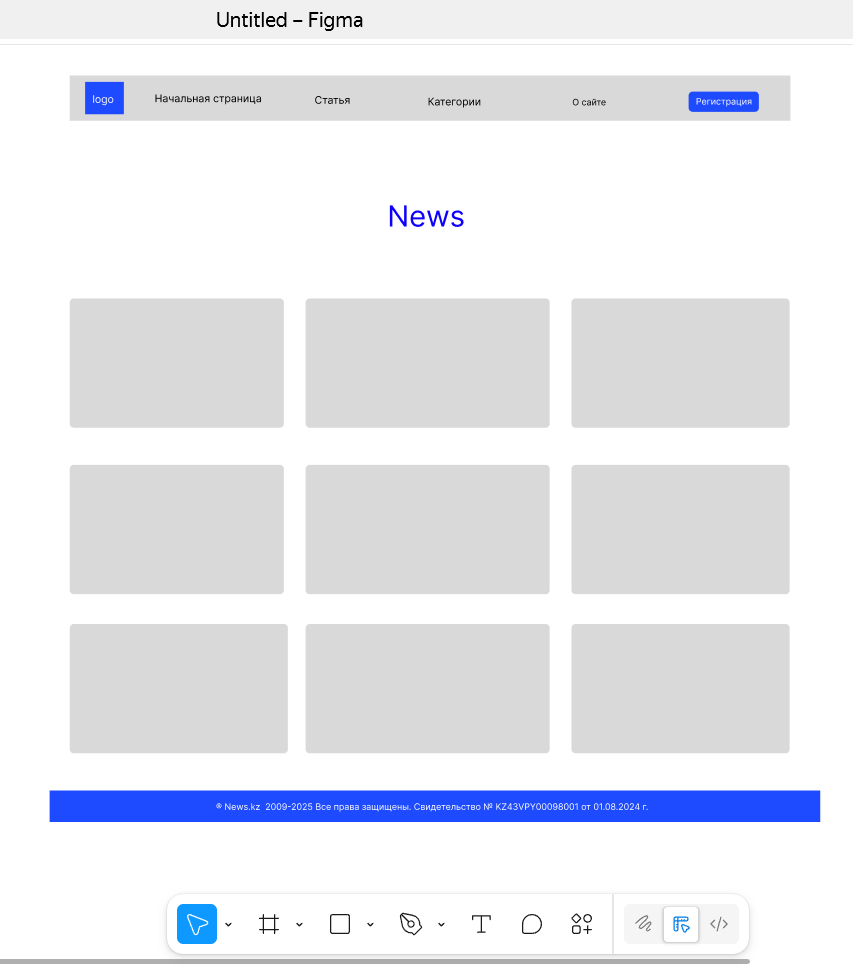 Untitled – Figma
logo Начальная страница Статья Категории О сайте Регистрация
News
® News.kz 2009-2025 Все права защищены. Свидетельство № KZ43VPY00098001 от 01.08.2024 г.